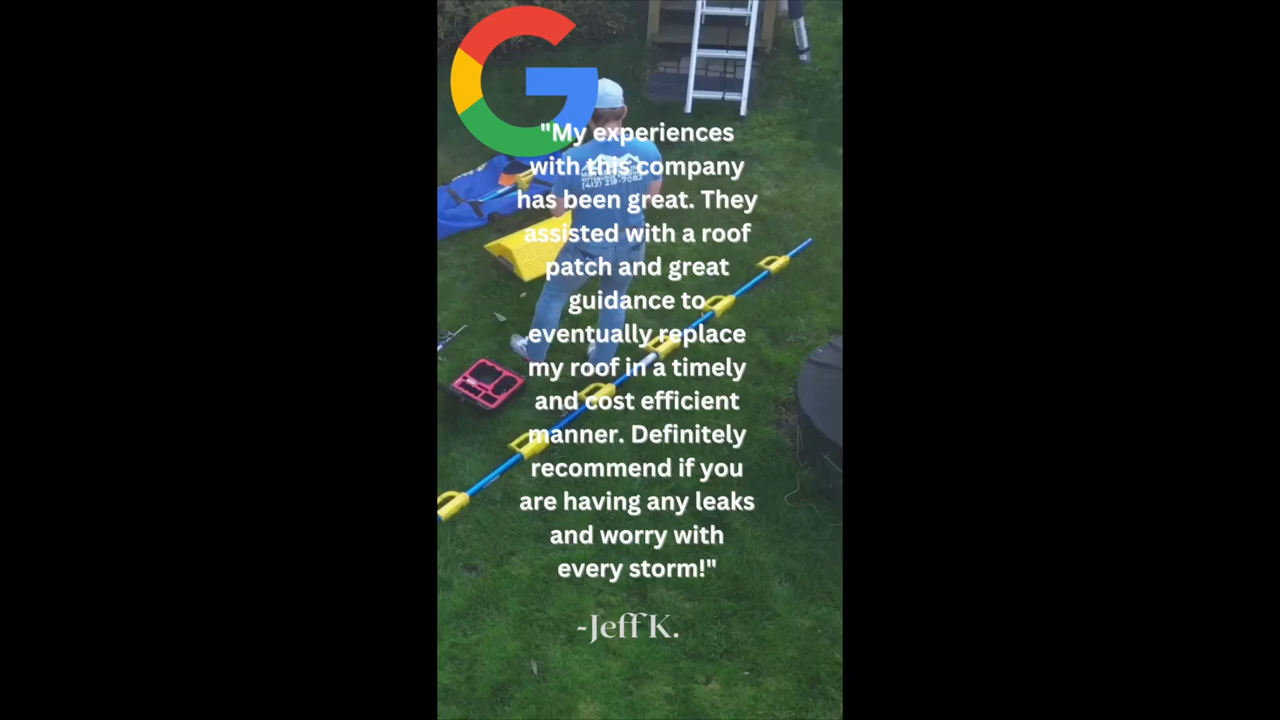 "My experiences
with this company
has been great. They
assisted with a roof
patch and great
guidance to
eventually replace
my roof in a timely
and cost efficient
manner. Definitely
recommend if you
are having any leaks
and worry with
every storm!"
-Jeff K.